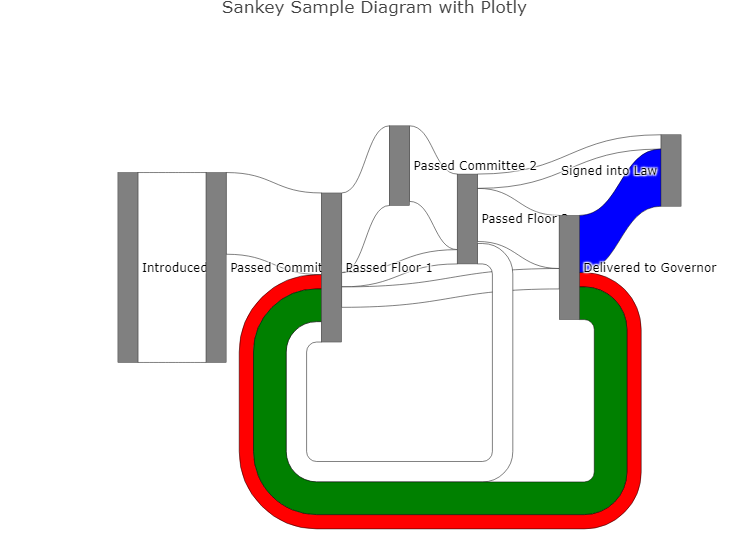 Sankey Sample Diagram with Plotly
Passed Committee 2
Signed into Law
Passed Floor
Introduced
Passed Commit
Passed Floor 1
Delivered to Governor